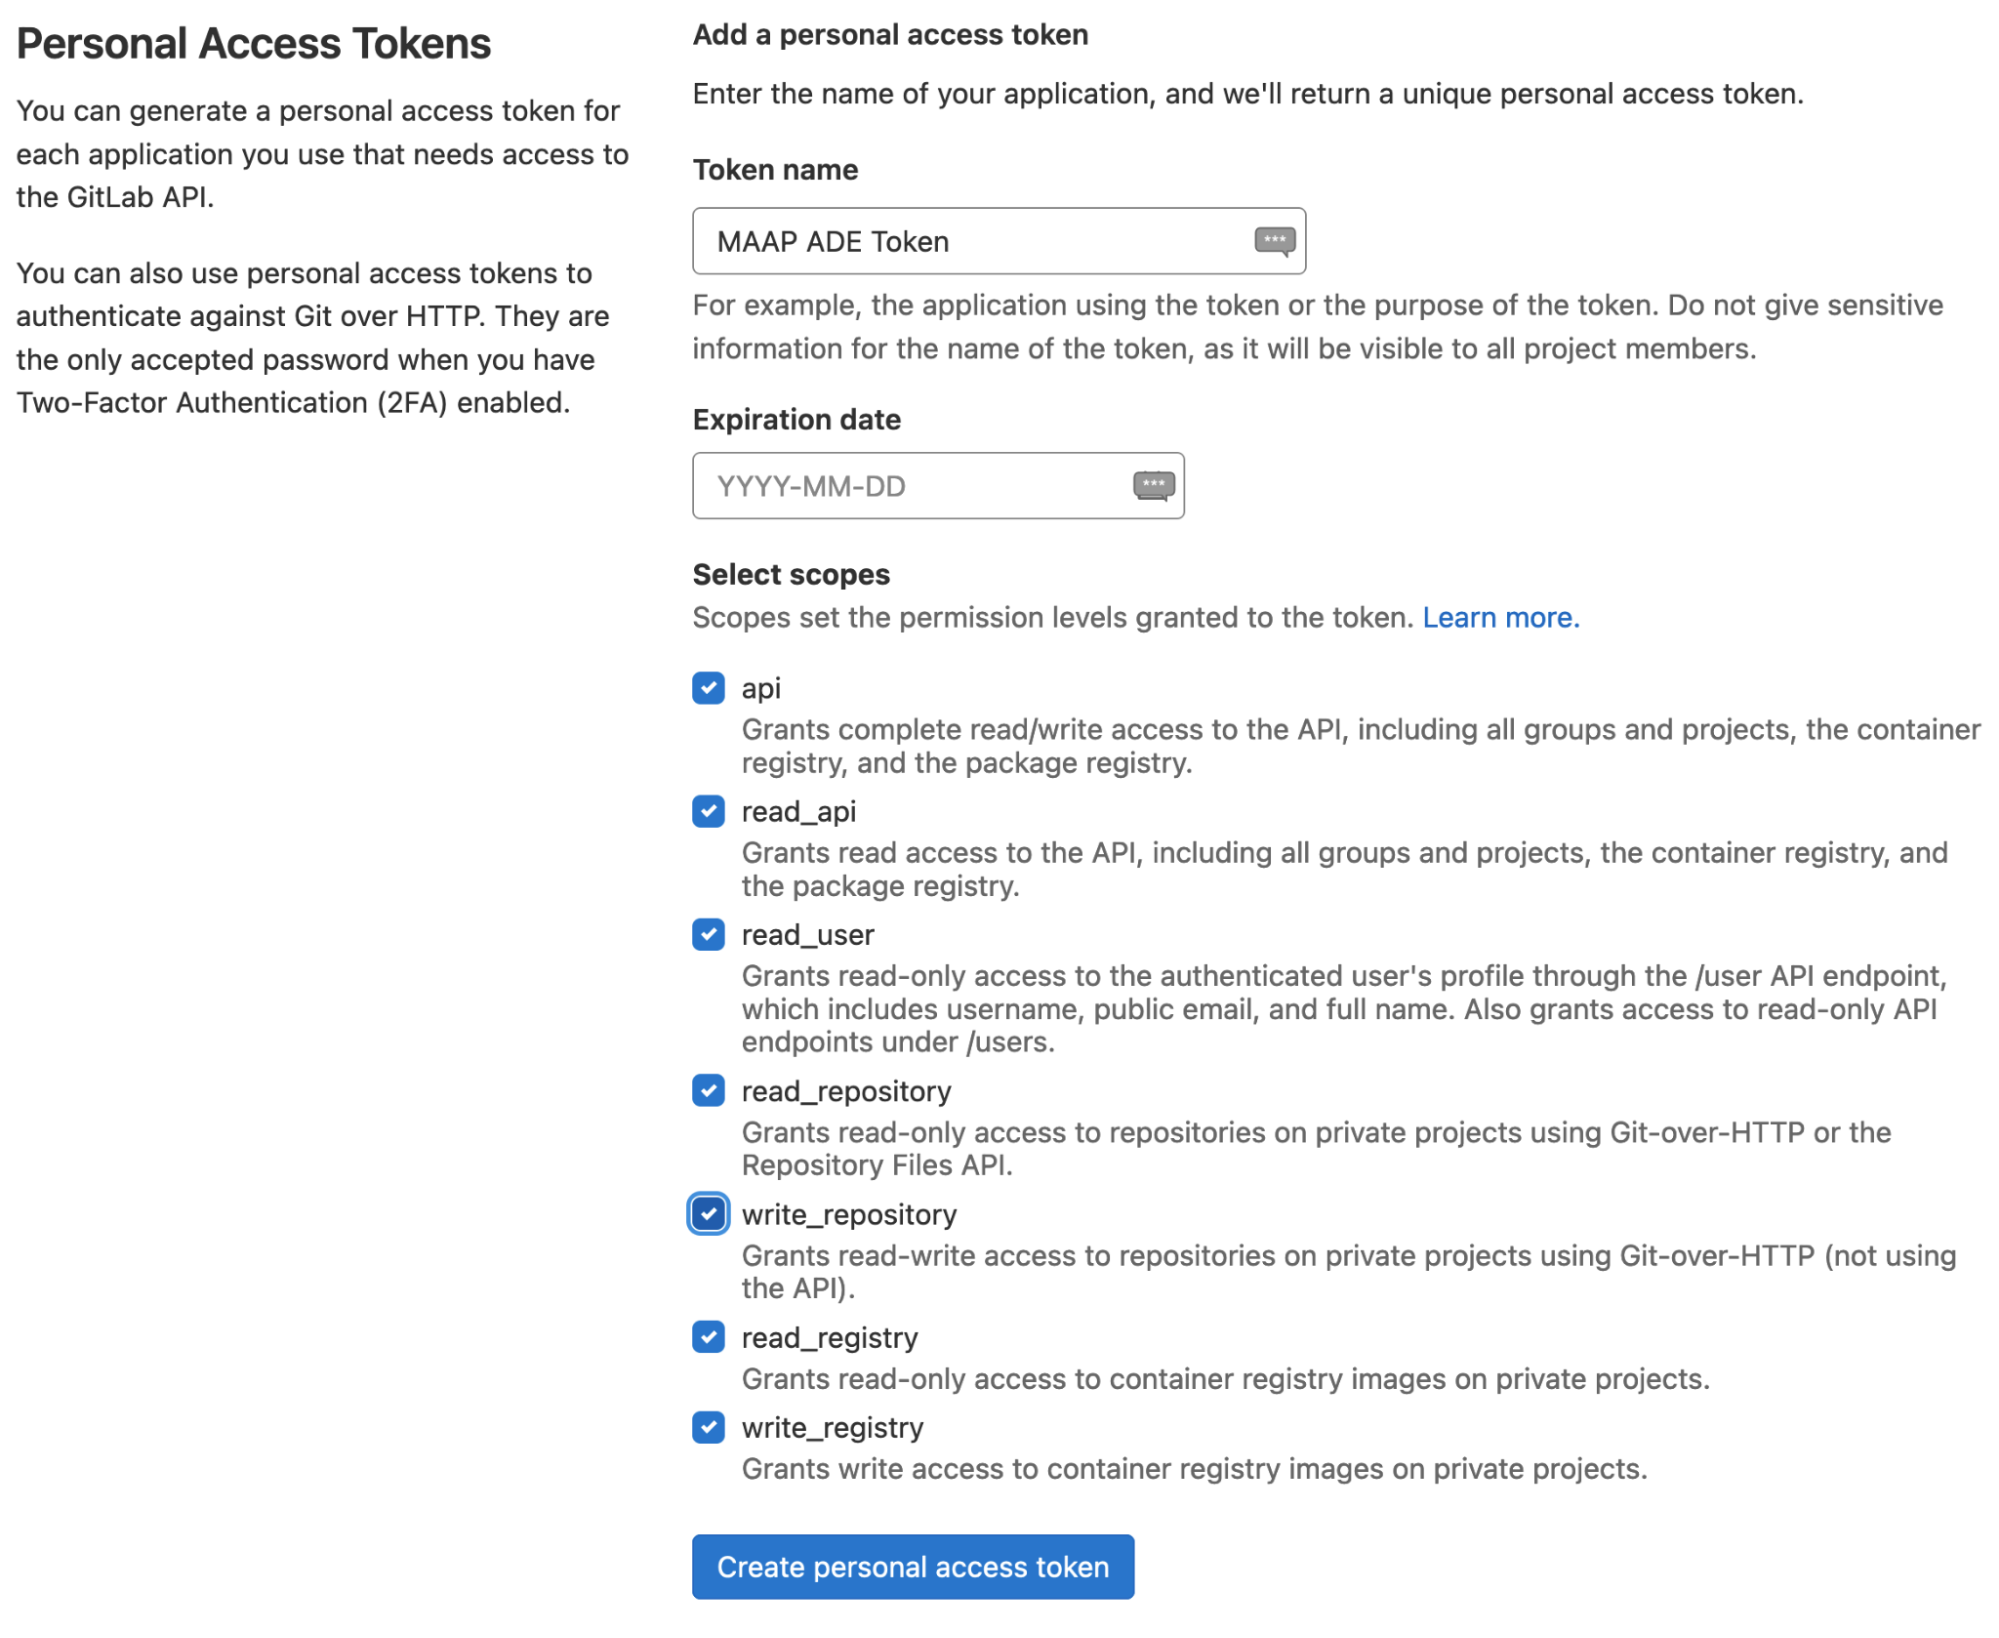 Personal Access Tokens
You can generate a personal access token for
each application you use that needs access to
the GitLab API.
You can also use personal access tokens to
authenticate against Git over HTTP. They are
the only accepted password when you have
Two-Factor Authentication (2FA) enabled.
Add a personal access token
Enter the name of your application, and we'll return a unique personal access token.
Token name
MAAP ADE Token
For example, the application using the token or the purpose of the token. Do not give sensitive
information for the name of the token, as it will be visible to all project members.
Expiration date
YYYY-MM-DD
Select scopes
Scopes set the permission levels granted to the token. Learn more.
api
Grants complete read/write access to the API, including all groups and projects, the container
registry, and the package registry.
read_api
Grants read access to the API, including all groups and projects, the container registry, and
the package registry.
read_user
Grants read-only access to the authenticated user's profile through the /user API endpoint,
which includes username, public email, and full name. Also grants access to read-only API
endpoints under /users.
read_repository
Grants read-only access to repositories on private projects using Git-over-HTTP or the
Repository Files API.
write_repository
Grants read-write access to repositories on private projects using Git-over-HTTP (not using
the API).
read_registry
Grants read-only access to container registry images on private projects.
write_registry
Grants write access to container registry images on private projects.
Create personal access token